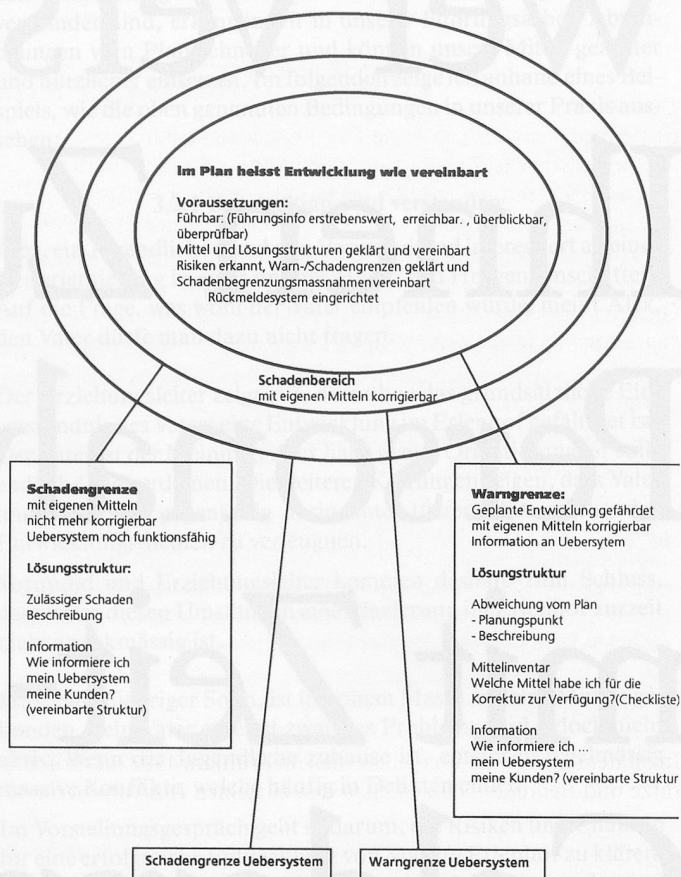 Im Plan heisst Entwicklung wie vereinbart
Voraussetzungen:
Führbar: (Führungsinfo erstrebenswert, erreichbar. , überblickbar,
überprüfbar)
Mittel und Lösungsstrukturen geklärt und vereinbart
Risiken erkannt, Warn-/Schadengrenzen geklärt und
Schadenbegrenzungsmassnahmen vereinbart
Rückmeldesystem eingerichtet
Schadenbereich
mit eigenen Mitteln korrigierbar
Schadengrenze
mit eigenen Mitteln
nicht mehr korrigierbar
Uebersystem noch funktionsfähig
Lösungsstruktur:
Zulässiger Schaden
Beschreibung
Information
Wie informiere ich
mein Uebersystem
meine Kunden?
(vereinbarte Struktur)
Warngrenze:
Geplante Entwicklung gefährdet
mit eigenen Mitteln korrigierbar
Information an Uebersytem
Lösungstruktur
Abweichung vom Plan
- Planungspunkt
- Beschreibung
Mittelinventar
Welche Mittel habe ich für die
Korrektur zur Verfügung?(Checkliste)
Information
Wie informiere ich ...
mein Uebersystem
meine Kunden? (vereinbarte Struktur
Schadengrenze Uebersystem
Warngrenze Uebersystem